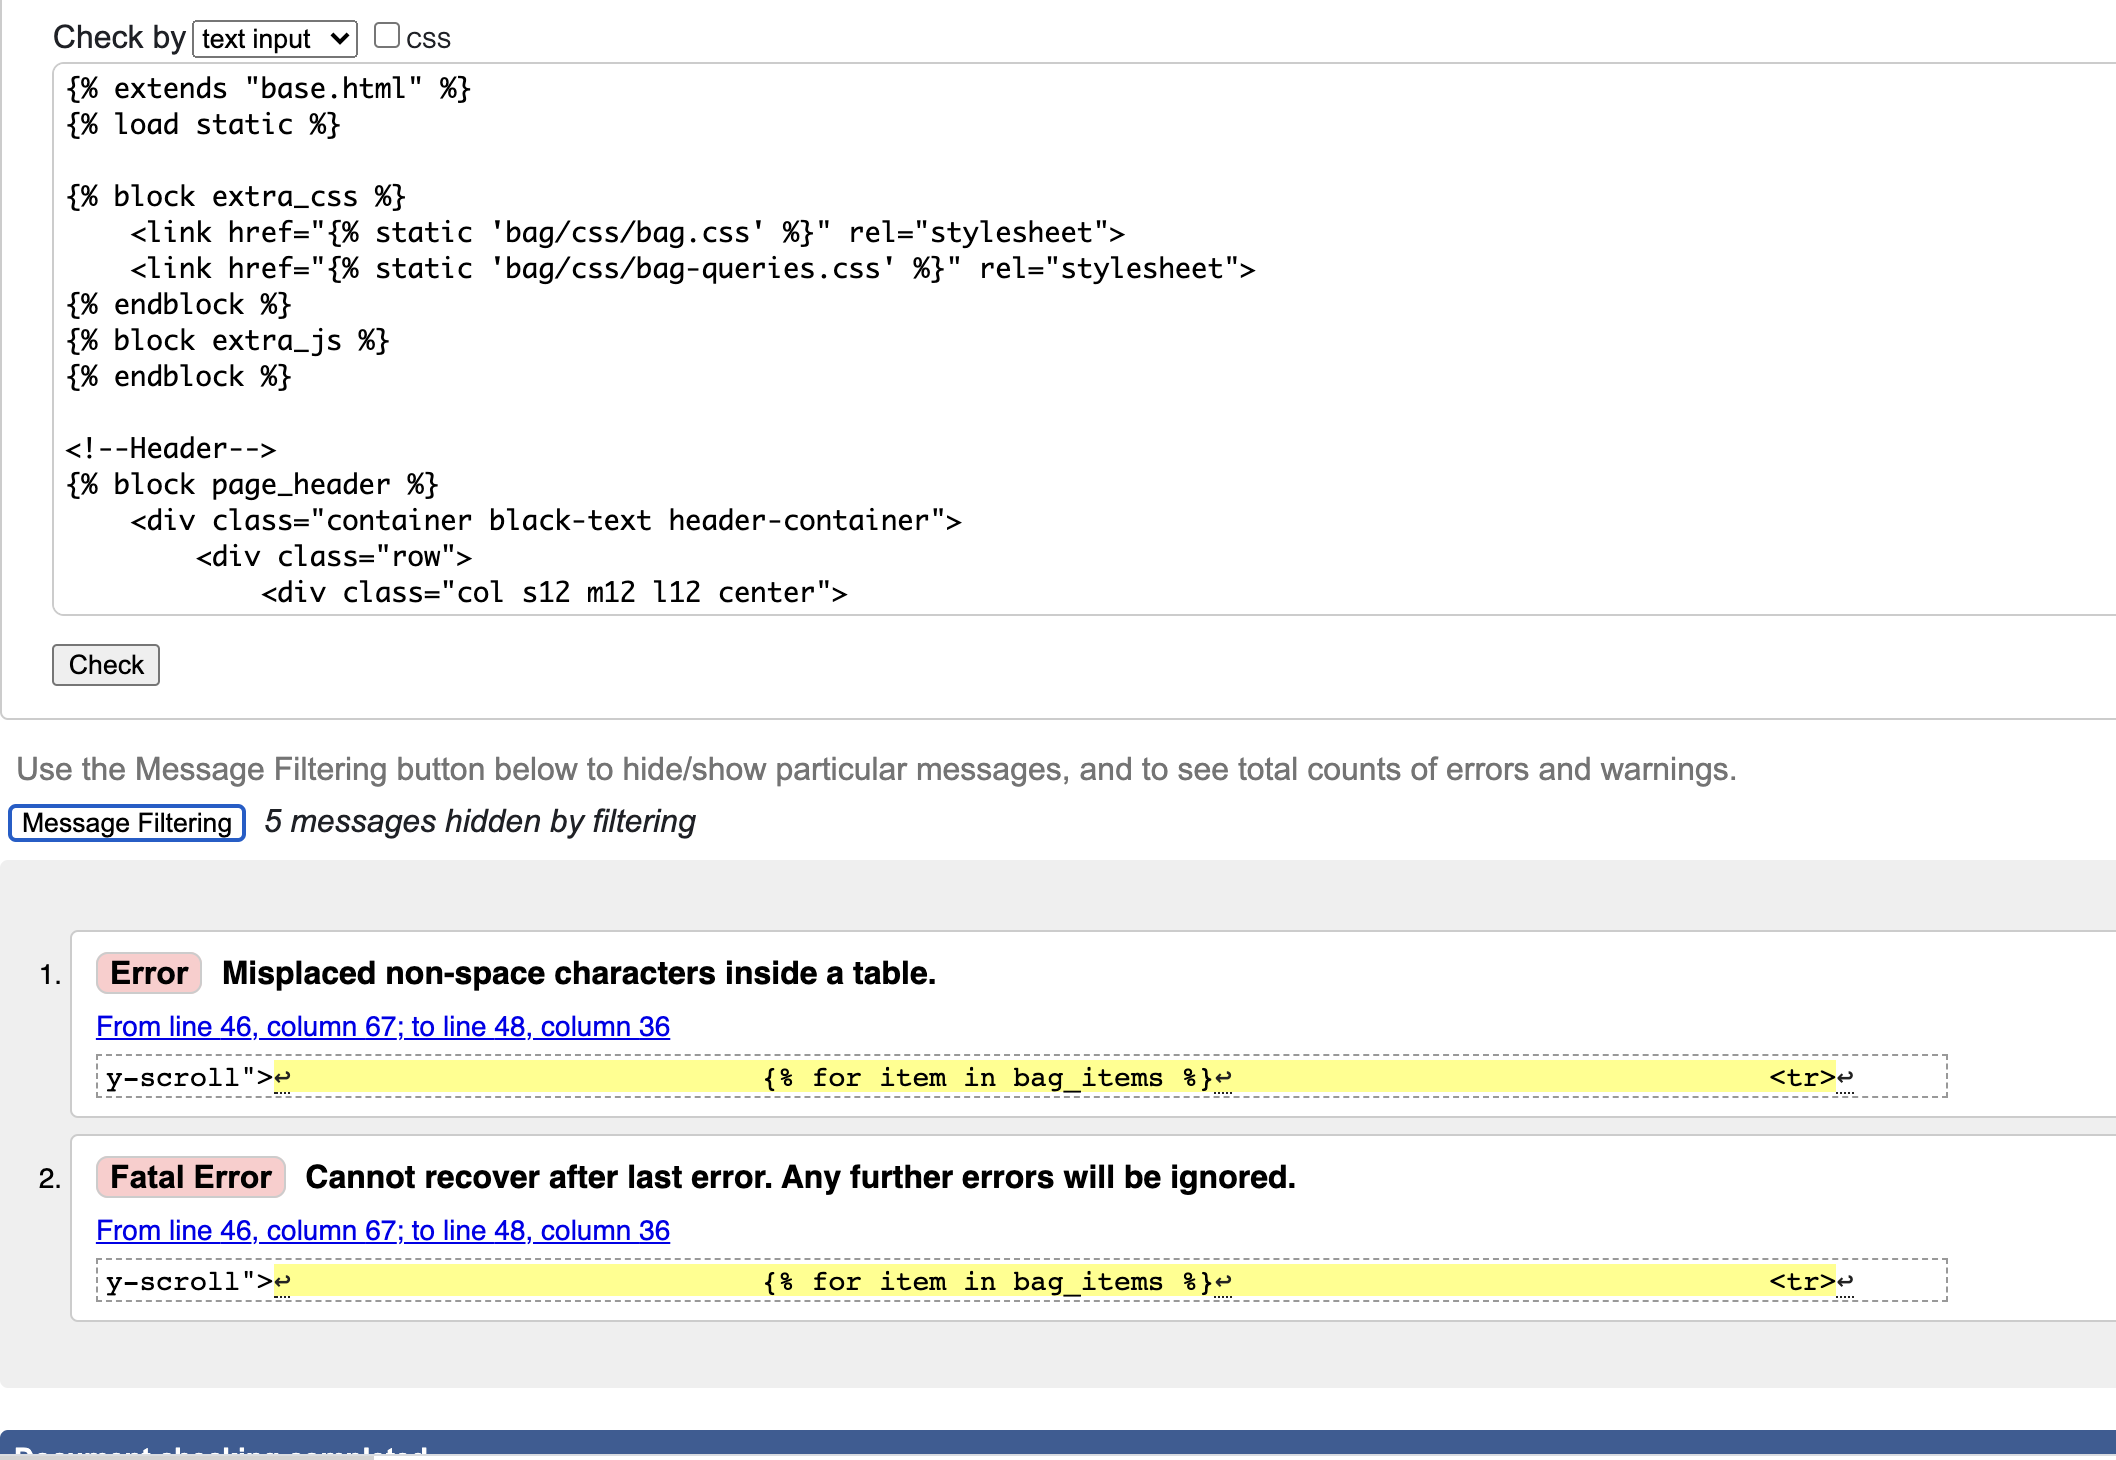 Check by text input css
{% extends "base.html" %}
{% load static %}
{% block extra_css %}
    <link href="{% static 'bag/css/bag.css' %}" rel="stylesheet">
    <link href="{% static 'bag/css/bag-queries.css' %}" rel="stylesheet">
{% endblock %}
{% block extra_js %}
{% endblock %}
<!--Header-->
{% block page_header %}
    <div class="container black-text header-container">
        <div class="row">
            <div class="col s12 m12 l12 center">
Check
Use the Message Filtering button below to hide/show particular messages, and to see total counts of errors and warnings.
Message Filtering 5 messages hidden by filtering
1. Error Misplaced non-space characters inside a table.
From line 46, column 67; to line 48, column 36
y-scroll">↩ {% for item in bag_items %}↩ <tr>↩
2. Fatal Error Cannot recover after last error. Any further errors will be ignored.
From line 46, column 67; to line 48, column 36
y-scroll">↩ {% for item in bag_items %}↩ <tr>↩
Document checking completed